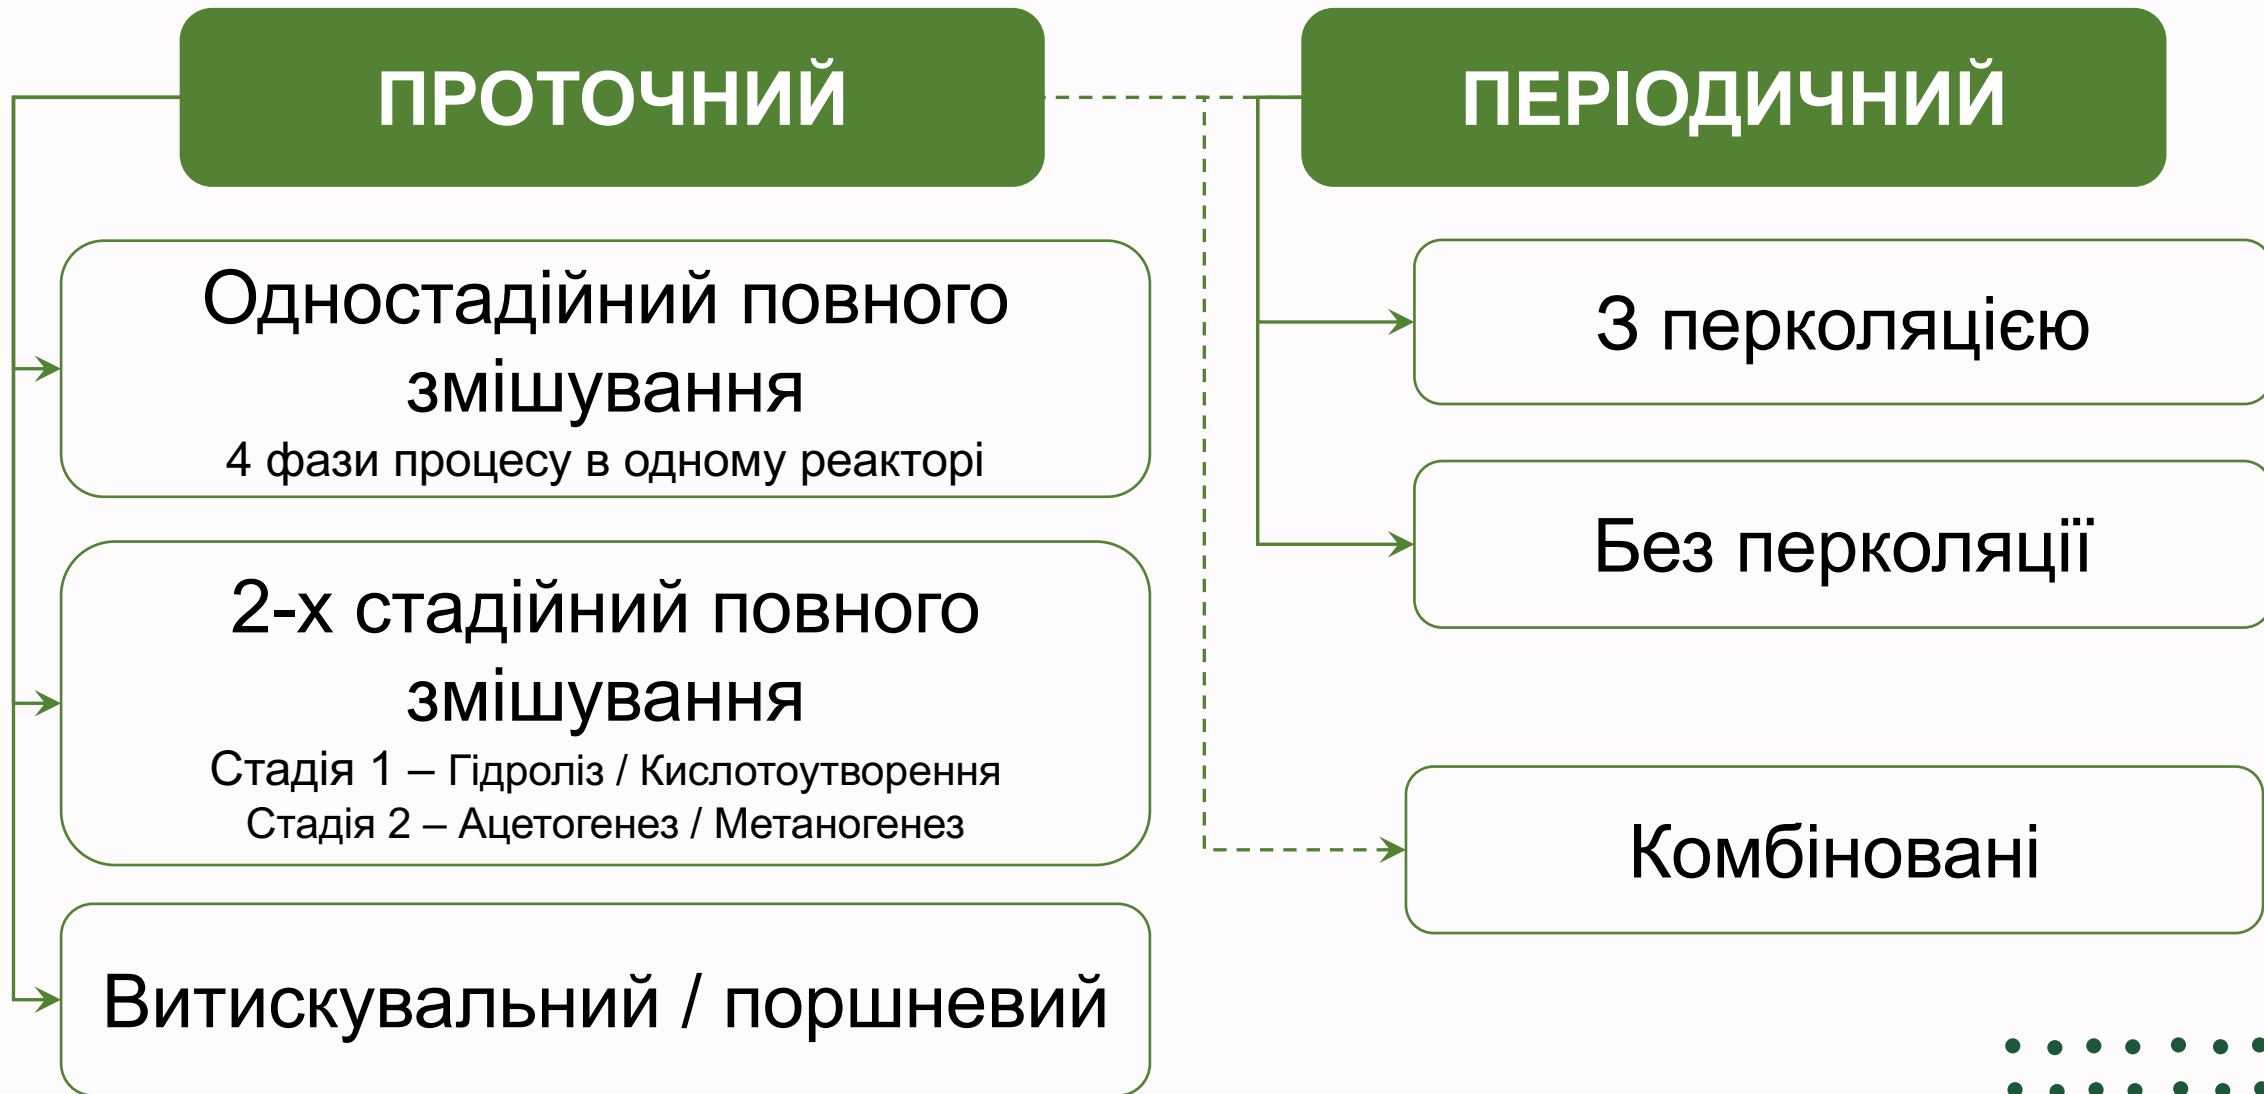 ПРОТОЧНИЙ
Одностадійний повного
змішування
4 фази процесу в одному реакторі
2-х стадійний повного
змішування
Стадія 1 – Гідроліз / Кислотоутворення
Стадія 2 – Ацетогенез / Метаногенез
Витискувальний / поршневий
ПЕРІОДИЧНИЙ
З перколяцією
Без перколяції
Комбіновані